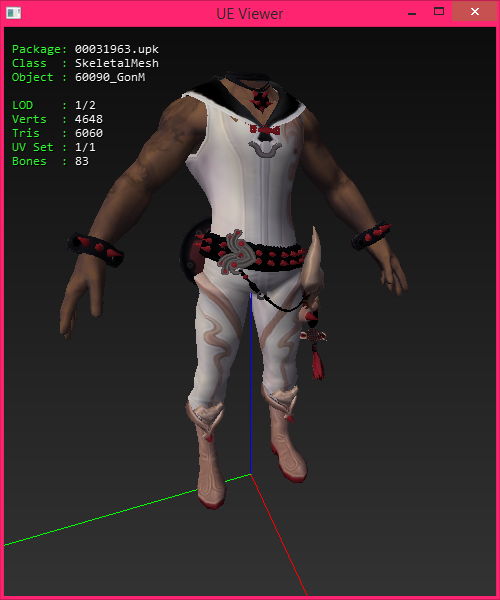 UE Viewer
Package: 00031963.upk
Class : SkeletalMesh
Object : 60090_GonM
LOD : 1/2
Verts : 4648
Tris : 6060
UV Set : 1/1
Bones : 83